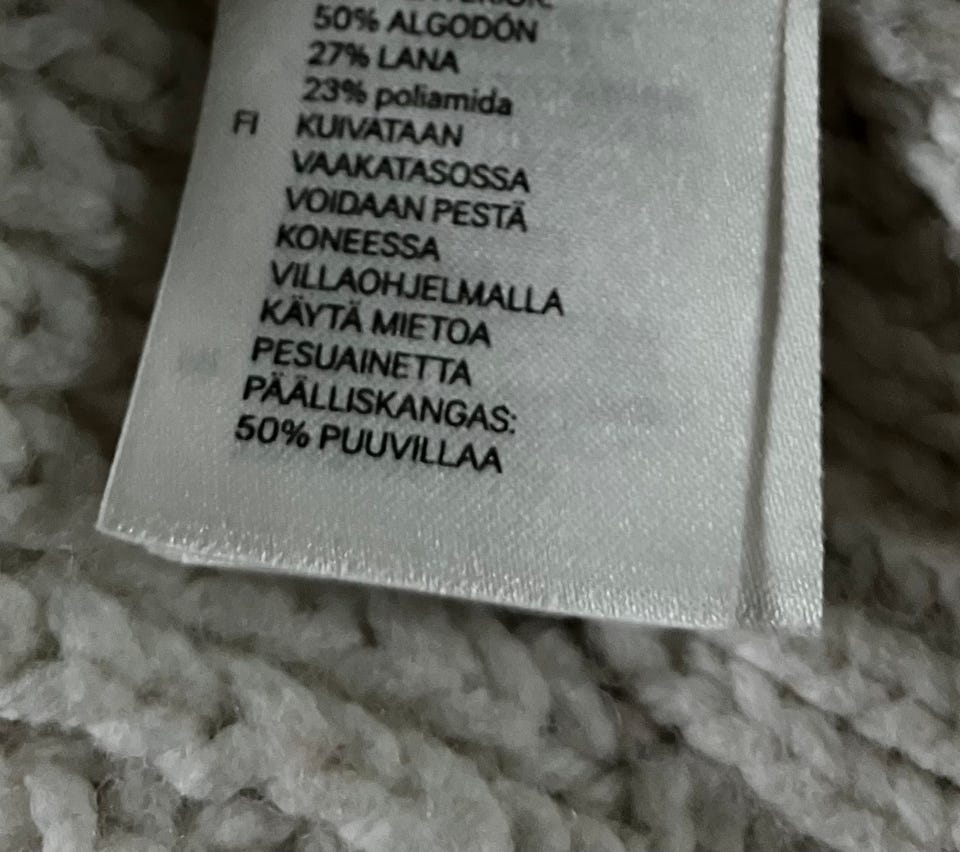 50% ALGODÓN
27% LANA
23% poliamida
FI KUIVATAAN
VAAKATASOSSA
VOIDAAN PESTÄ
KONEESSA
VILLAOHJELMALLA
KÄYTÄ MIETOA
PESUAINETTA
PÄÄLLISKANGAS:
50% PUUVILLAA